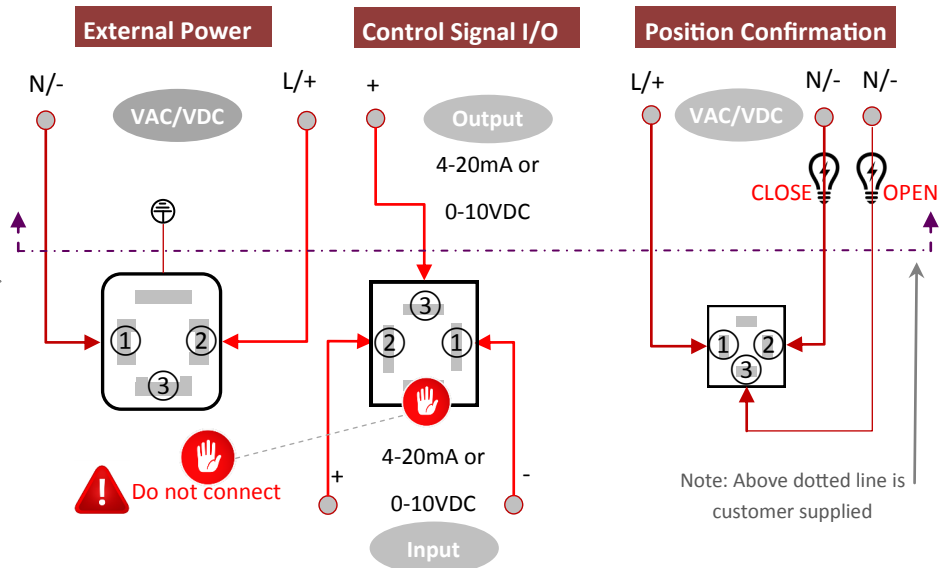 External Power
Control Signal I/O
Position Confirmation
N/-
L/+
+
L/+
N/-
N/-
VAC/VDC
Output
VAC/VDC
4-20mA or
0-10VDC
CLOSE
OPEN
1
2
3
3
2
1
1
2
3
Do not connect
+
4-20mA or
0-10VDC
-
Input
Note: Above dotted line is
customer supplied